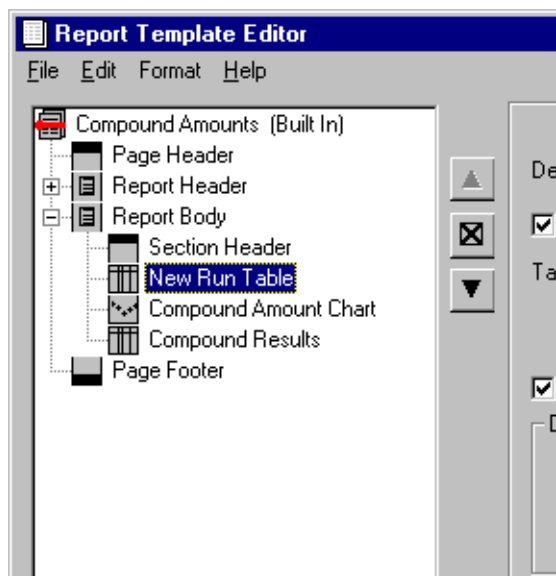 Report Template Editor
File Edit Format Help
Compound Amounts (Built In)
Page Header
Report Header
Report Body
Section Header
New Run Table
Compound Amount Chart
Compound Results
Page Footer
De
Ta